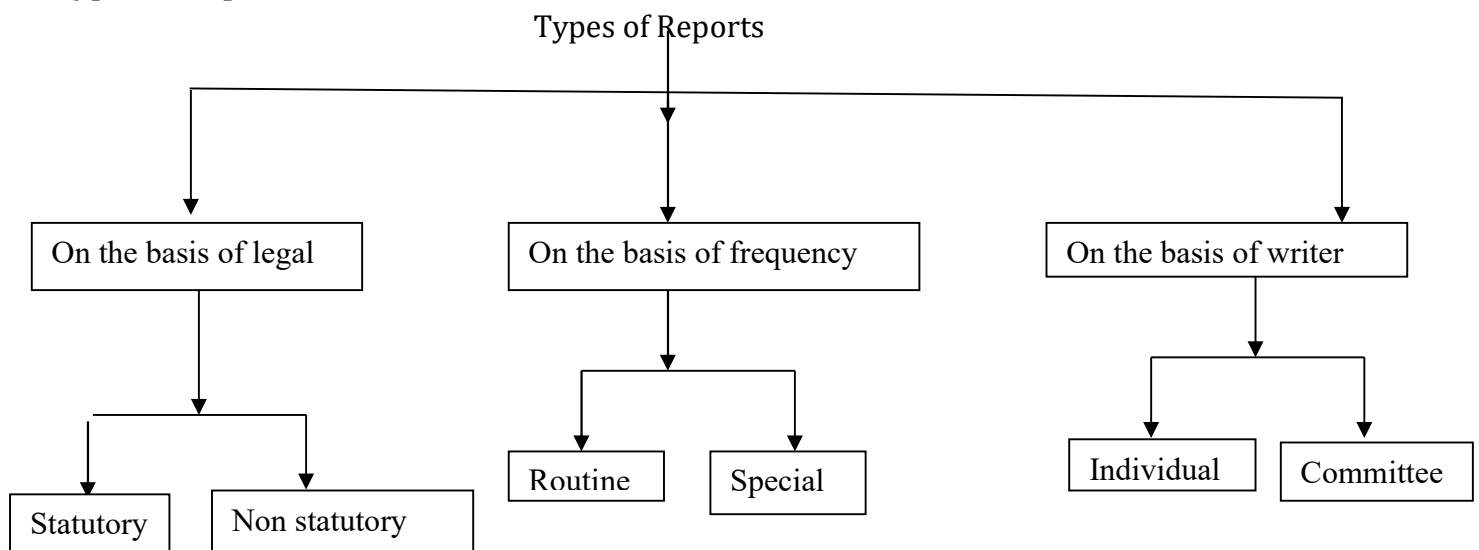 Types of Reports
On the basis of legal
On the basis of frequency
On the basis of writer
Statutory
Non statutory
Routine
Special
Individual
Committee